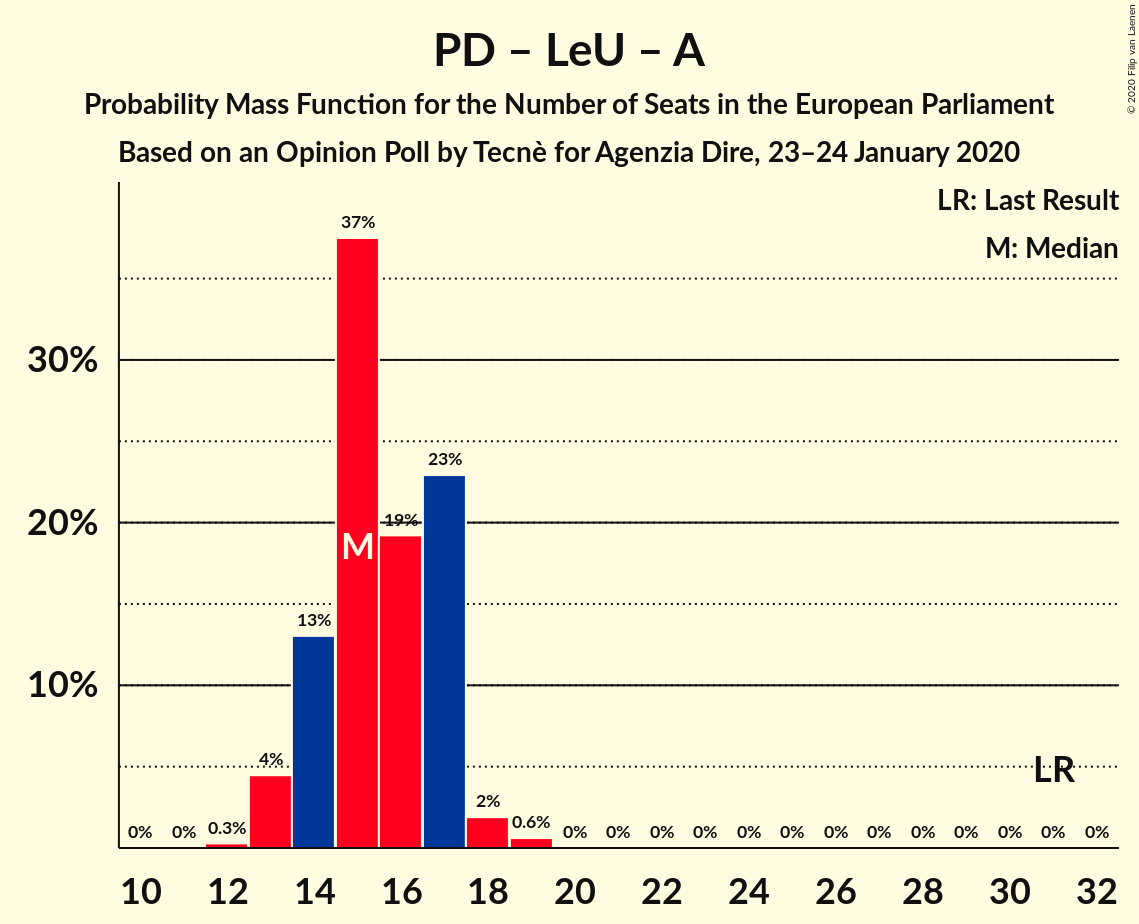 PD – LeU – A
Probability Mass Function for the Number of Seats in the European Parliament
Based on an Opinion Poll by Tecnè for Agenzia Dire, 23–24 January 2020
© 2020 Filip van Laenen
LR: Last Result
M: Median
37%
30%
23%
20%
19%
M
13%
10%
4%
LR
2%
0% 0% 0.3% 0.6% 0% 0% 0% 0% 0% 0% 0% 0% 0% 0% 0% 0% 0%
10 12 14 16 18 20 22 24 26 28 30 32